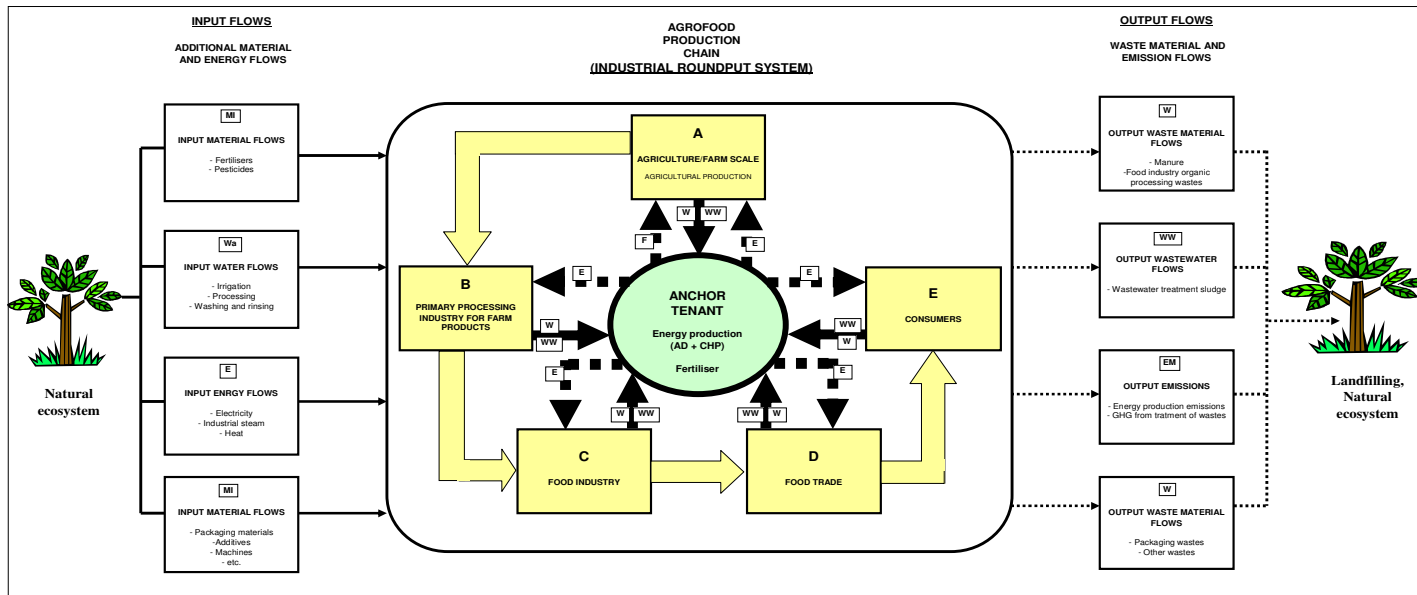 INPUT FLOWS
ADDITIONAL MATERIAL
AND ENERGY FLOWS
MI
INPUT MATERIAL FLOWS
- Fertilisers
- Pesticides
Wa
INPUT WATER FLOWS
- Irrigation
- Processing
- Washing and rinsing
E
INPUT ENRGY FLOWS
- Electricity
- Industrial steam
- Heat
MI
INPUT MATERIAL FLOWS
- Packaging materials
-Additives
- Machines
- etc.
Natural
ecosystem
AGROFOOD
PRODUCTION
CHAIN
(INDUSTRIAL ROUNDPUT SYSTEM)
A
AGRICULTURE/FARM SCALE
AGRICULTURAL PRODUCTION
W WW
F
E
E
E
B
PRIMARY PROCESSING
INDUSTRY FOR FARM
PRODUCTS
W
WW
ANCHOR
TENANT
Energy production
(AD + CHP)
Fertiliser
WW
W
E
CONSUMERS
E
E
W WW
WW W
C
FOOD INDUSTRY
D
FOOD TRADE
OUTPUT FLOWS
WASTE MATERIAL AND
EMISSION FLOWS
W
OUTPUT WASTE MATERIAL
FLOWS
- Manure
-Food industry organic
processing wastes
WW
OUTPUT WASTEWATER
FLOWS
- Wastewater treatment sludge
EM
OUTPUT EMISSIONS
- Energy production emissions
- GHG from tratment of wastes
W
OUTPUT WASTE MATERIAL
FLOWS
- Packaging wastes
- Other wastes
Landfilling,
Natural
ecosystem